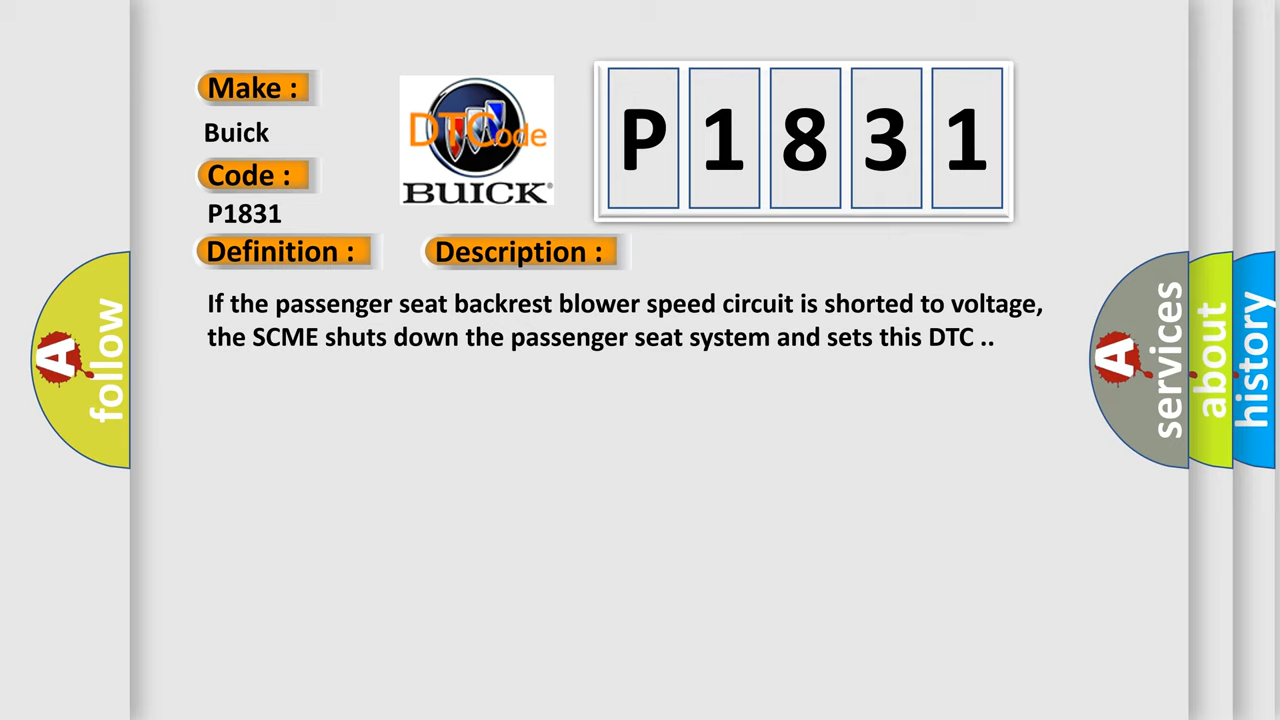 Make :
Buick
Code :
P1831
DTCode
BUICK®
P 1 8 3 1
Definition :
Description :
If the passenger seat backrest blower speed circuit is shorted to voltage,
the SCME shuts down the passenger seat system and sets this DTC ..
A follow
A services
about
history